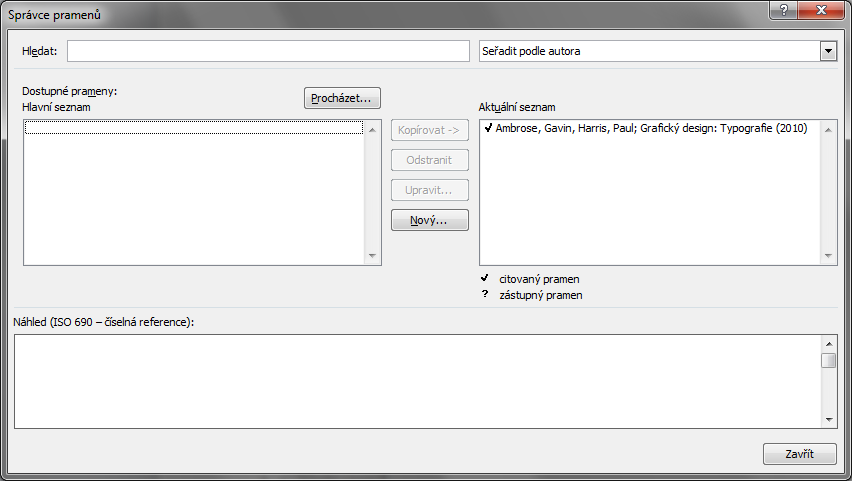 Správce pramenů
Hledat:
Seřadit podle autora
Dostupné prameny:
Hlavní seznam
Procházet...
Aktuální seznam
Kopírovat ->
Odstranit
Upravit...
Nový...
✓ Ambrose, Gavin, Harris, Paul; Grafický design: Typografie (2010)
✓ citovaný pramen
? zástupný pramen
Náhled (ISO 690 – číselná reference):
Zavřít